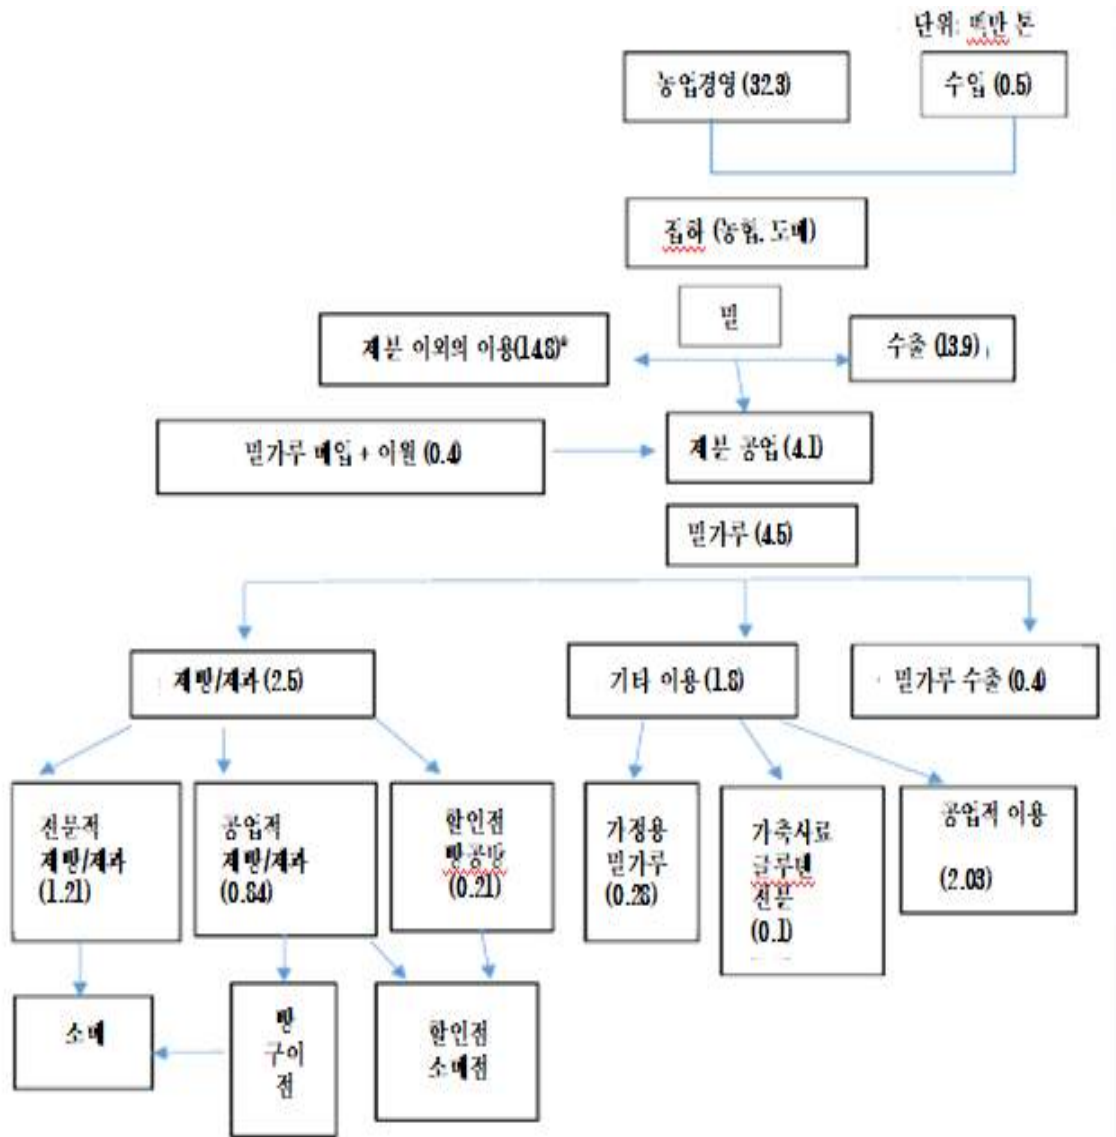 단위: 백만 톤
농업경영 (32.3)
수입 (0.5)
집하 (농협. 도매)
밀
제분 이외의 이용(14.8)*
수출 (13.9)
밀가루 매입 + 이월 (0.4)
제분 공업 (4.1)
밀가루 (4.5)
제빵/제과 (2.5)
기타 이용 (1.8)
밀가루 수출 (0.4)
전문적
제빵/제과
(1.21)
공업적
제빵/제과
(0.84)
할인점
빵공방
(0.21)
가정용
밀가루
(0.28)
가축사료
글루텐
전분
(0.1)
공업적 이용
(2.03)
소매
빵
구이
점
할인점
소매점